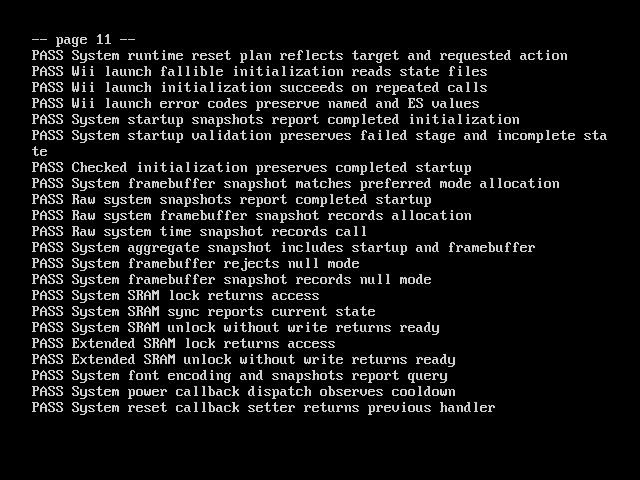 -- page 11 --
PASS System runtime reset plan reflects target and requested action
PASS Wii launch fallible initialization reads state files
PASS Wii launch initialization succeeds on repeated calls
PASS Wii launch error codes preserve named and ES values
PASS System startup snapshots report completed initialization
PASS System startup validation preserves failed stage and incomplete sta
te
PASS Checked initialization preserves completed startup
PASS System framebuffer snapshot matches preferred mode allocation
PASS Raw system snapshots report completed startup
PASS Raw system framebuffer snapshot records allocation
PASS Raw system time snapshot records call
PASS System aggregate snapshot includes startup and framebuffer
PASS System framebuffer rejects null mode
PASS System framebuffer snapshot records null mode
PASS System SRAM lock returns access
PASS System SRAM sync reports current state
PASS System SRAM unlock without write returns ready
PASS Extended SRAM lock returns access
PASS Extended SRAM unlock without write returns ready
PASS System font encoding and snapshots report query
PASS System power callback dispatch observes cooldown
PASS System reset callback setter returns previous handler